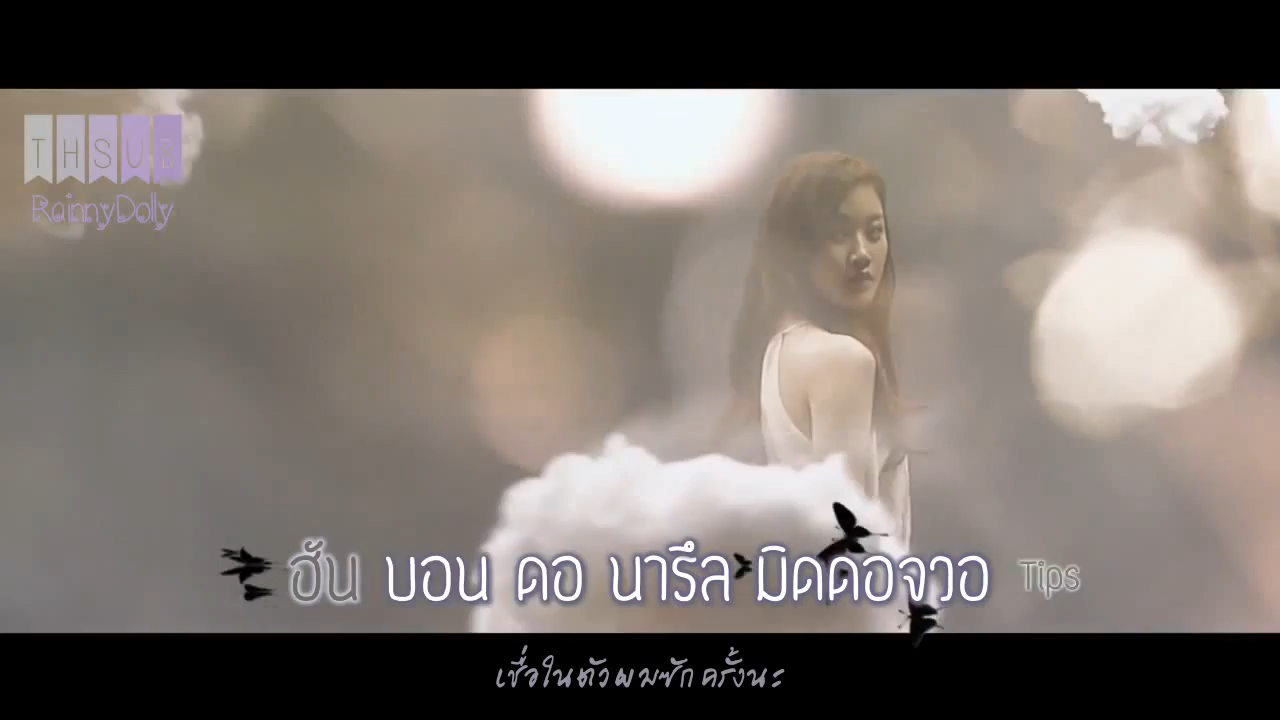 THSUB
RainnyDolly
ฮัน บอน ดอ นารึล มิดดอจวอ Tips
เชื่อในตัวผมซักครั้งนะ